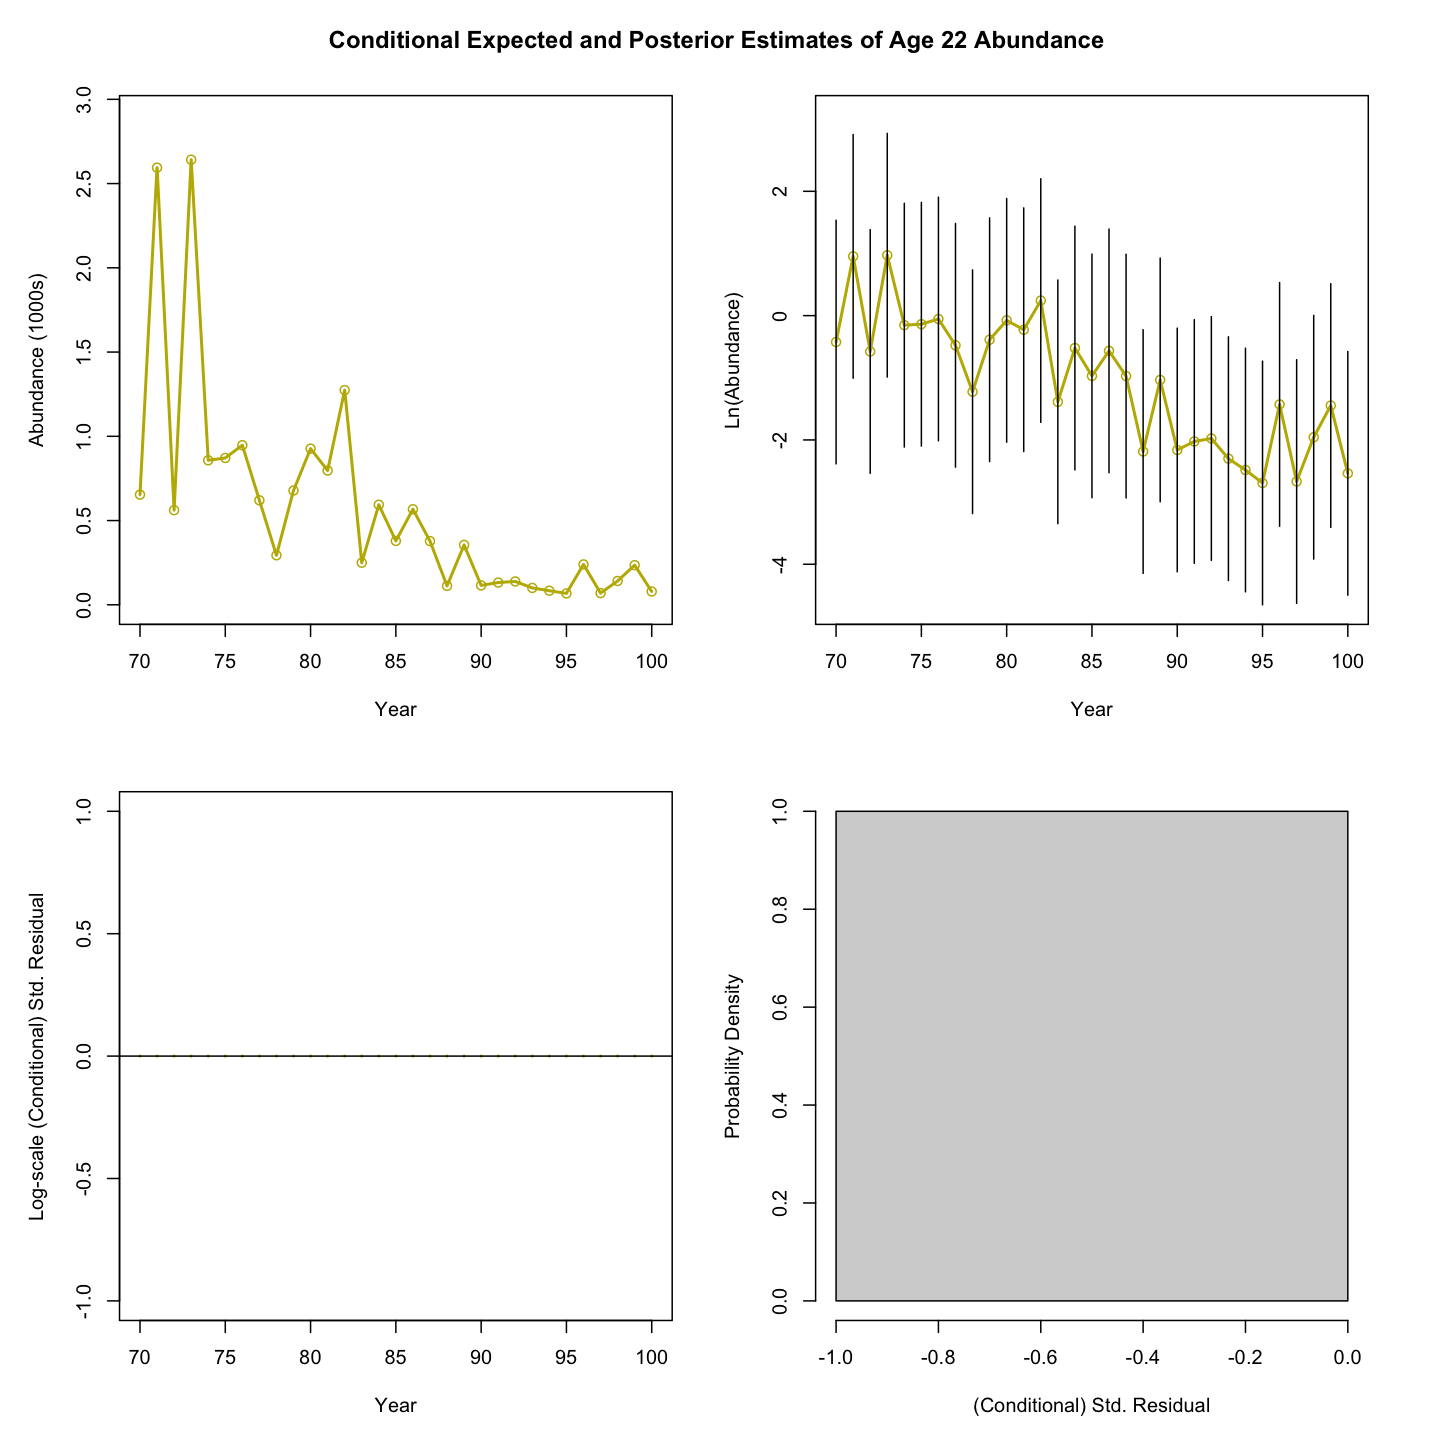 Conditional Expected and Posterior Estimates of Age 22 Abundance
Abundance (1000s)
3.0
2.5
2.0
1.5
1.0
0.5
0.0
70 75 80 85 90 95 100
Year
Ln(Abundance)
2
0
-2
-4
70 75 80 85 90 95 100
Year
Log-scale (Conditional) Std. Residual
1.0
0.5
0.0
-0.5
-1.0
70 75 80 85 90 95 100
Year
Probability Density
1.0
0.8
0.6
0.4
0.2
0.0
-1.0 -0.8 -0.6 -0.4 -0.2 0.0
(Conditional) Std. Residual